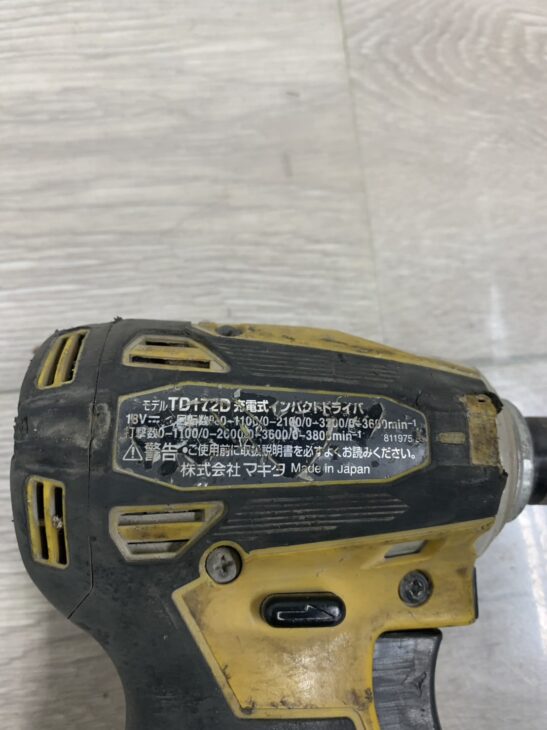 モデル TD172D 充電式インパクトドライバ
18V⎓ 回転数 0-1100/0-2100/0-3200/0-3600min⁻¹
打撃数0-1100/0-2600/0-3600/0-3800min⁻¹ 811975
⚠警告・ご使用前に取扱説明書を必ずよくお読みください。
株式会社 マキタ Made in Japan